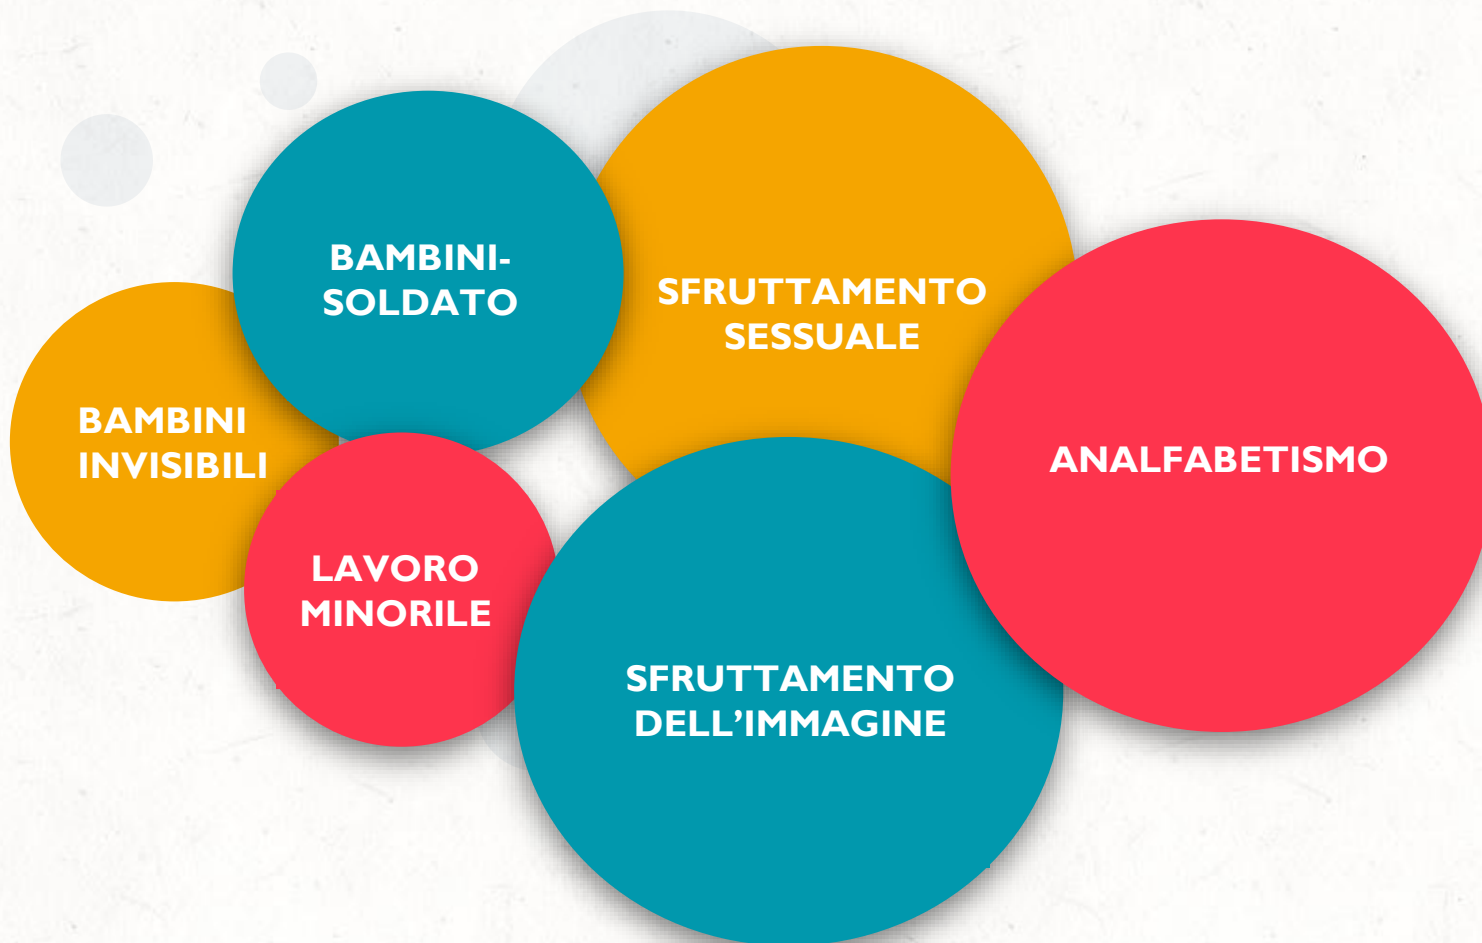 BAMBINI-
SOLDATO
SFRUTTAMENTO
SESSUALE
BAMBINI
INVISIBILI
ANALFABETISMO
LAVORO
MINORILE
SFRUTTAMENTO
DELL’IMMAGINE